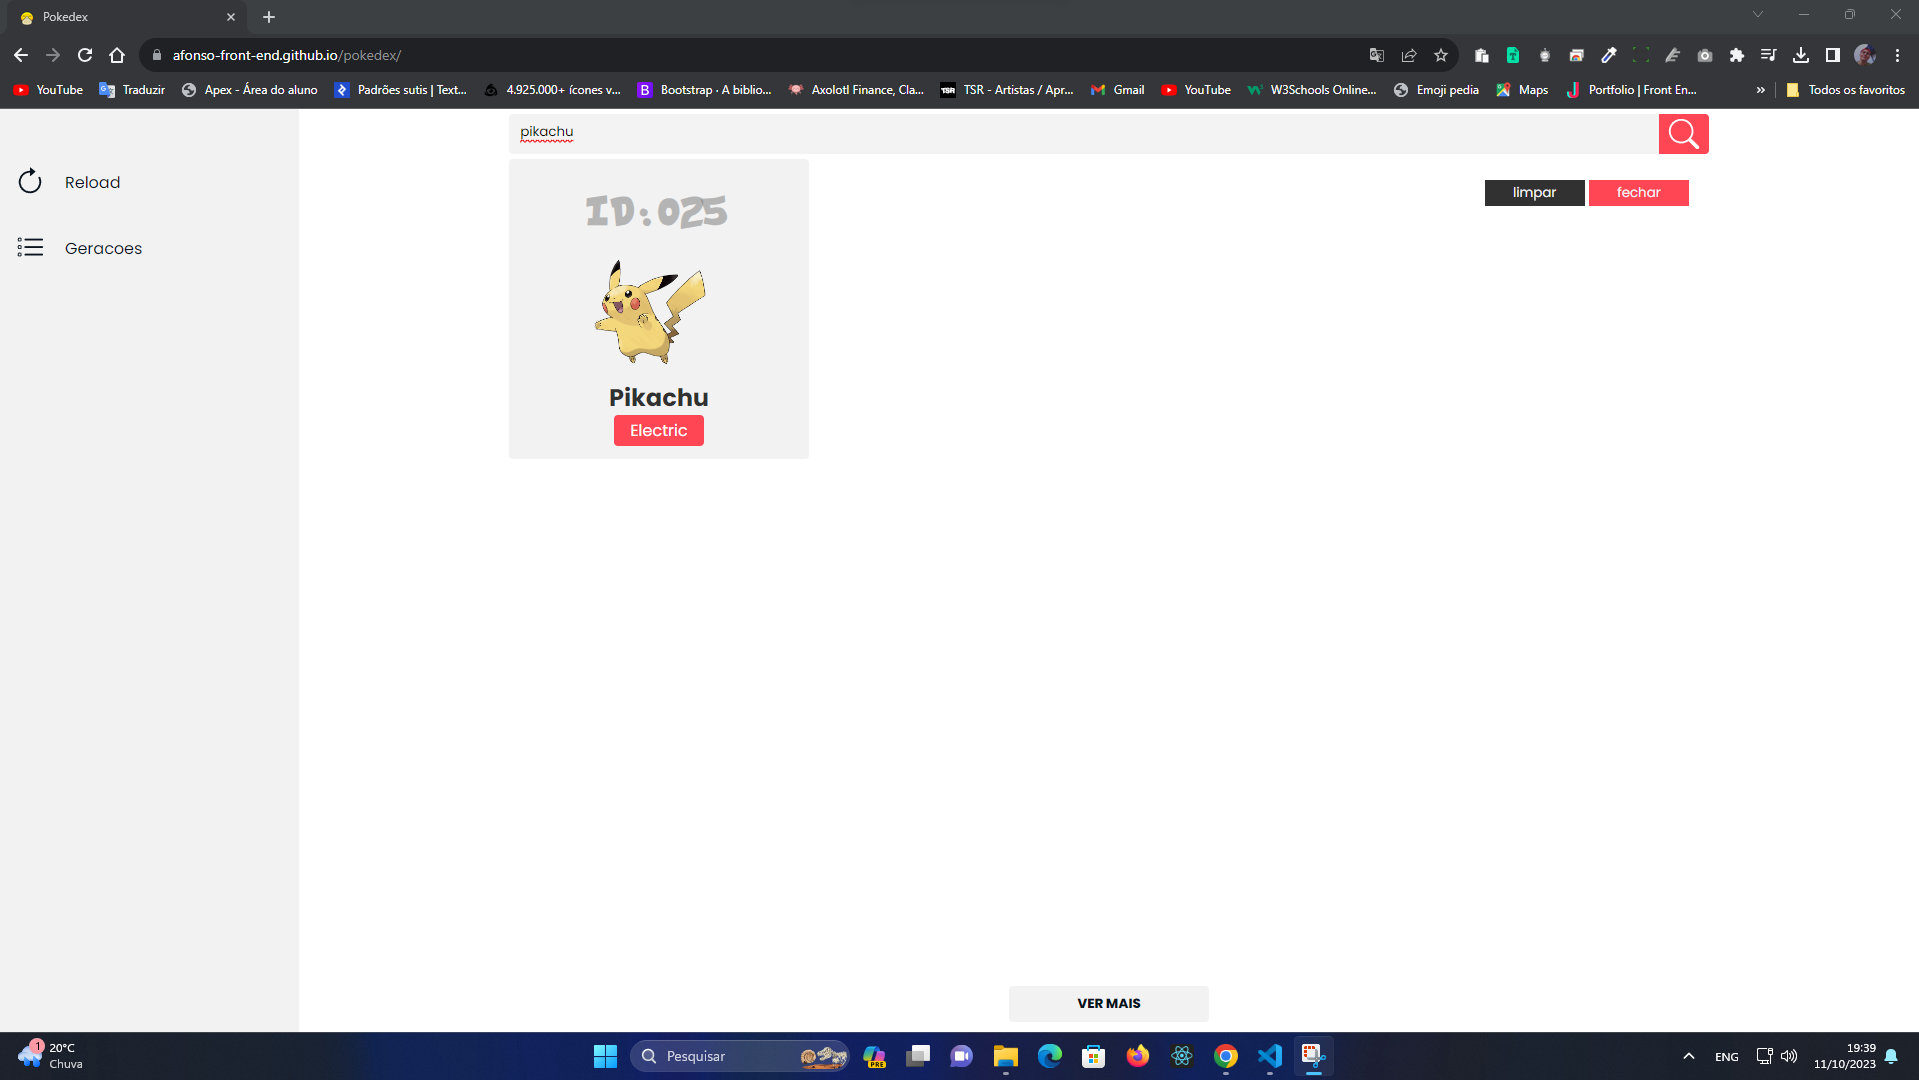 Pokedex
afonso-front-end.github.io/pokedex/
YouTube
Traduzir
Apex - Área do aluno
Padrões sutis | Text...
4.925.000+ ícones v...
Bootstrap · A biblio...
Axolotl Finance, Cla...
TSR - Artistas / Apr...
Gmail
YouTube
W3Schools Online...
Emoji pedia
Maps
Portfolio | Front En...
Todos os favoritos
pikachu
Reload
Geracoes
limpar
fechar
ID:025
Pikachu
Electric
VER MAIS
1
20°C
Chuva
Pesquisar
PRE
ENG
19:39
11/10/2023